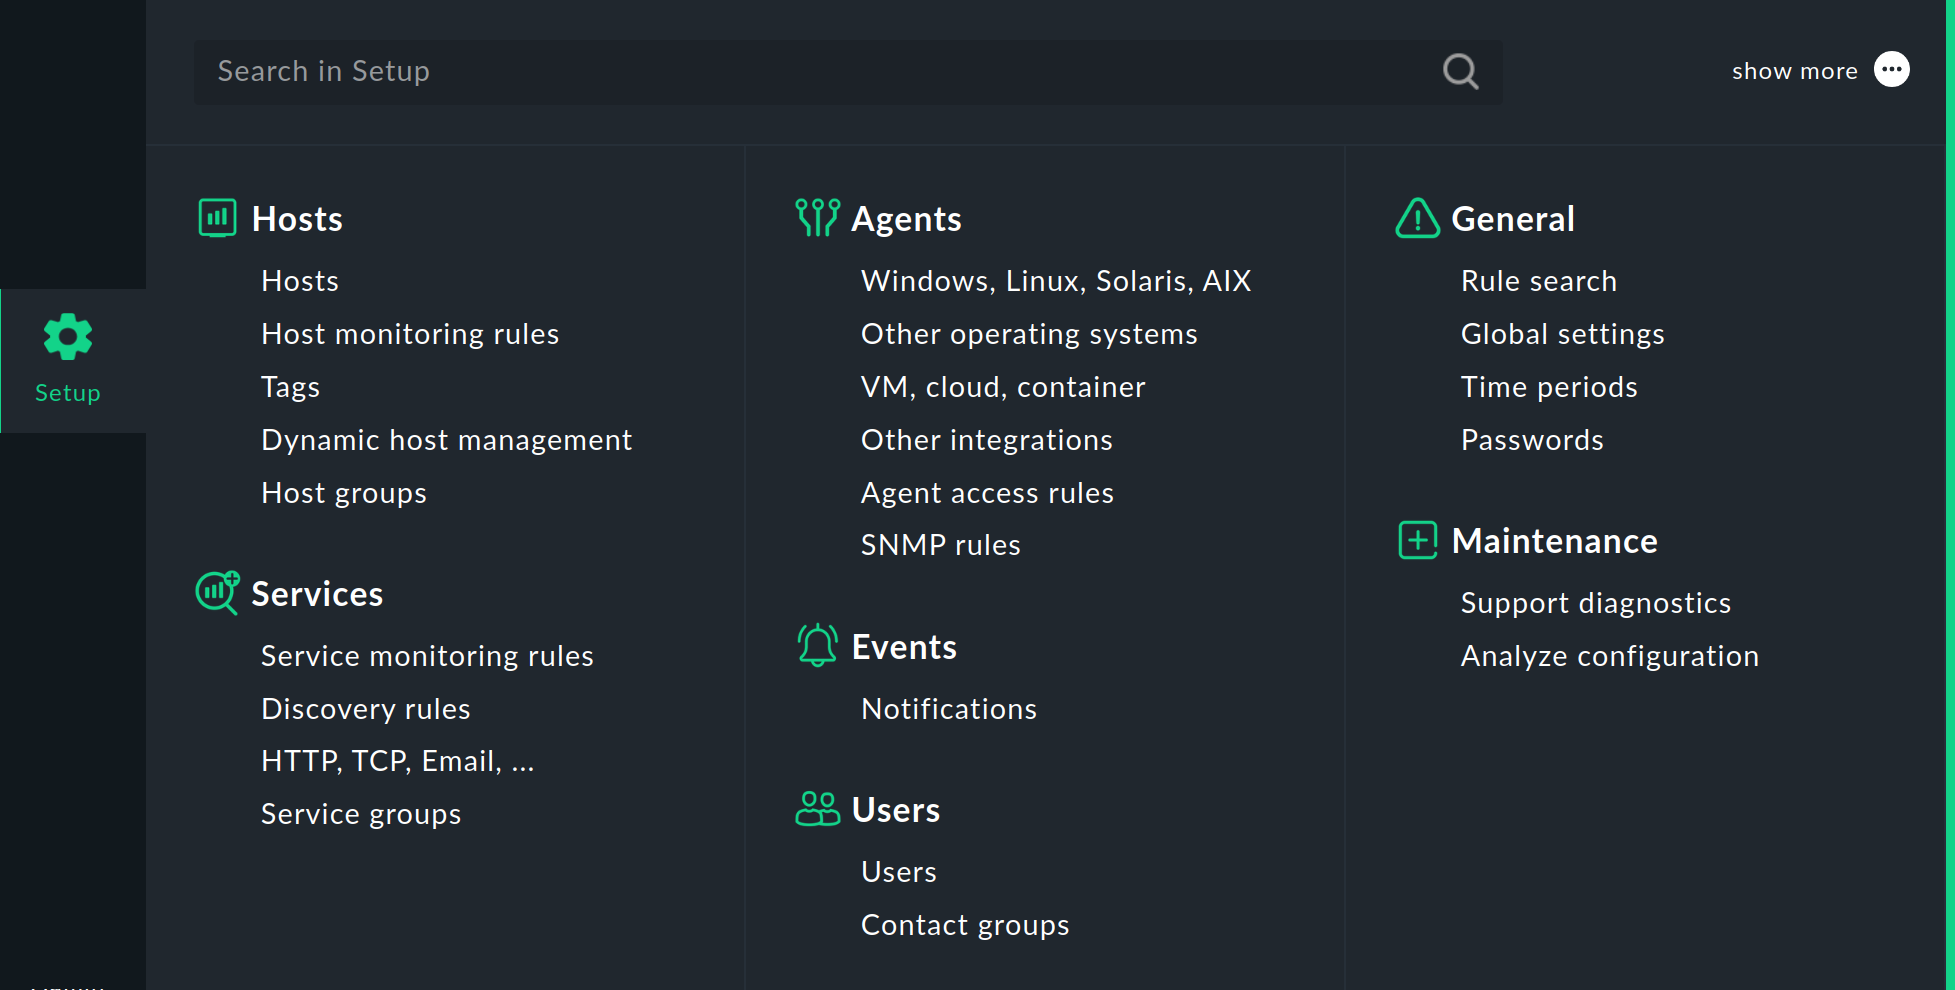 Search in Setup
show more
Setup
Hosts
Hosts
Host monitoring rules
Tags
Dynamic host management
Host groups
Services
Service monitoring rules
Discovery rules
HTTP, TCP, Email, ...
Service groups
Agents
Windows, Linux, Solaris, AIX
Other operating systems
VM, cloud, container
Other integrations
Agent access rules
SNMP rules
Events
Notifications
Users
Users
Contact groups
General
Rule search
Global settings
Time periods
Passwords
Maintenance
Support diagnostics
Analyze configuration